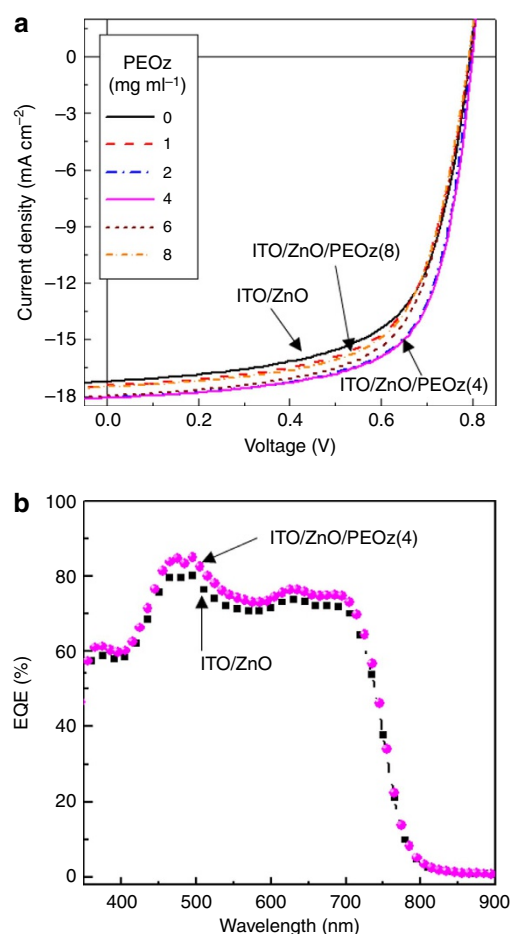 a
PEOz
(mg ml⁻¹)
0
1
2
4
6
8
0
−3
−6
−9
−12
−15
−18
Current density (mA cm⁻²)
ITO/ZnO/PEOz(8)
ITO/ZnO
ITO/ZnO/PEOz(4)
0.0 0.2 0.4 0.6 0.8
Voltage (V)
b
100
80
60
40
20
0
EQE (%)
ITO/ZnO/PEOz(4)
ITO/ZnO
400 500 600 700 800 900
Wavelength (nm)